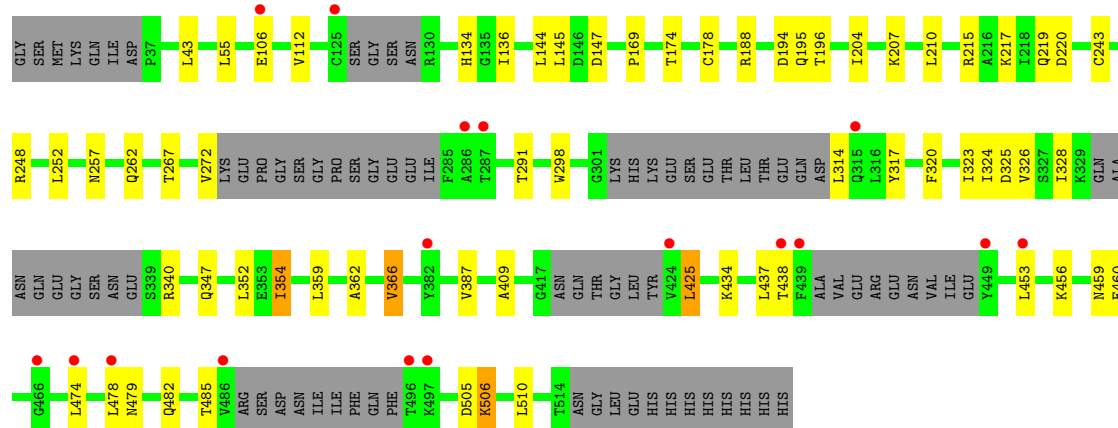 GLY SER MET LYS GLN ILE ASP P37 L43 L55 E106 V112 C125 SER GLY SER ASN R130 H134 G135 I136 L144 L145 D146 D147 P169 T174 C178 R188 D194 Q195 T196 I204 K207 L210 R215 A216 K217 I218 Q219 D220 C243
R248 L252 N257 Q262 T267 V272 LYS GLU PRO GLY SER GLY PRO SER GLY GLU GLU ILE F285 A286 T287 T291 W298 G301 LYS HIS LYS GLU SER GLU THR LEU THR GLU GLN ASP L314 Q315 L316 Y317 F320 I323 I324 D325 V326 S327 I328 K329 GLN ALA
ASN GLN GLU GLY SER ASN GLU S339 R340 Q347 L352 E353 I354 L359 A362 V366 Y382 V387 A409 G417 ASN GLN THR GLY LEU TYR V424 L425 K434 L437 T438 F439 ALA VAL GLU ARG GLU ASN VAL ILE GLU Y449 L453 K456 N459
G466 L474 L478 N479 Q482 T485 V486 ARG SER ASP ASN ILE ILE PHE GLN PHE T496 K497 D505 K506 L510 T514 ASN GLY LEU GLU HIS HIS HIS HIS HIS HIS HIS HIS